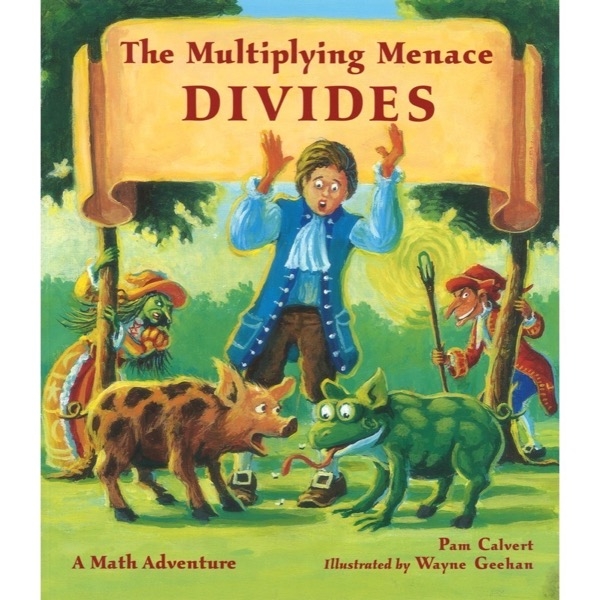 The Multiplying Menace
DIVIDES
Pam Calvert
A Math Adventure
Illustrated by Wayne Geehan